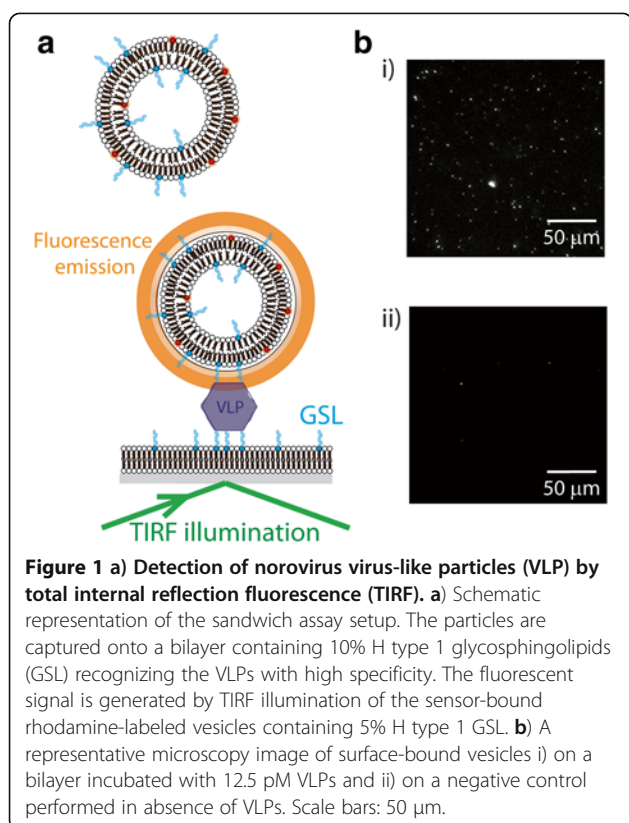 a
b
i)
50 µm
Fluorescence
emission
ii)
VLP
GSL
50 µm
TIRF illumination
Figure 1 a) Detection of norovirus virus-like particles (VLP) by
total internal reflection fluorescence (TIRF). a) Schematic
representation of the sandwich assay setup. The particles are
captured onto a bilayer containing 10% H type 1 glycosphingolipids
(GSL) recognizing the VLPs with high specificity. The fluorescent
signal is generated by TIRF illumination of the sensor-bound
rhodamine-labeled vesicles containing 5% H type 1 GSL. b) A
representative microscopy image of surface-bound vesicles i) on a
bilayer incubated with 12.5 pM VLPs and ii) on a negative control
performed in absence of VLPs. Scale bars: 50 µm.